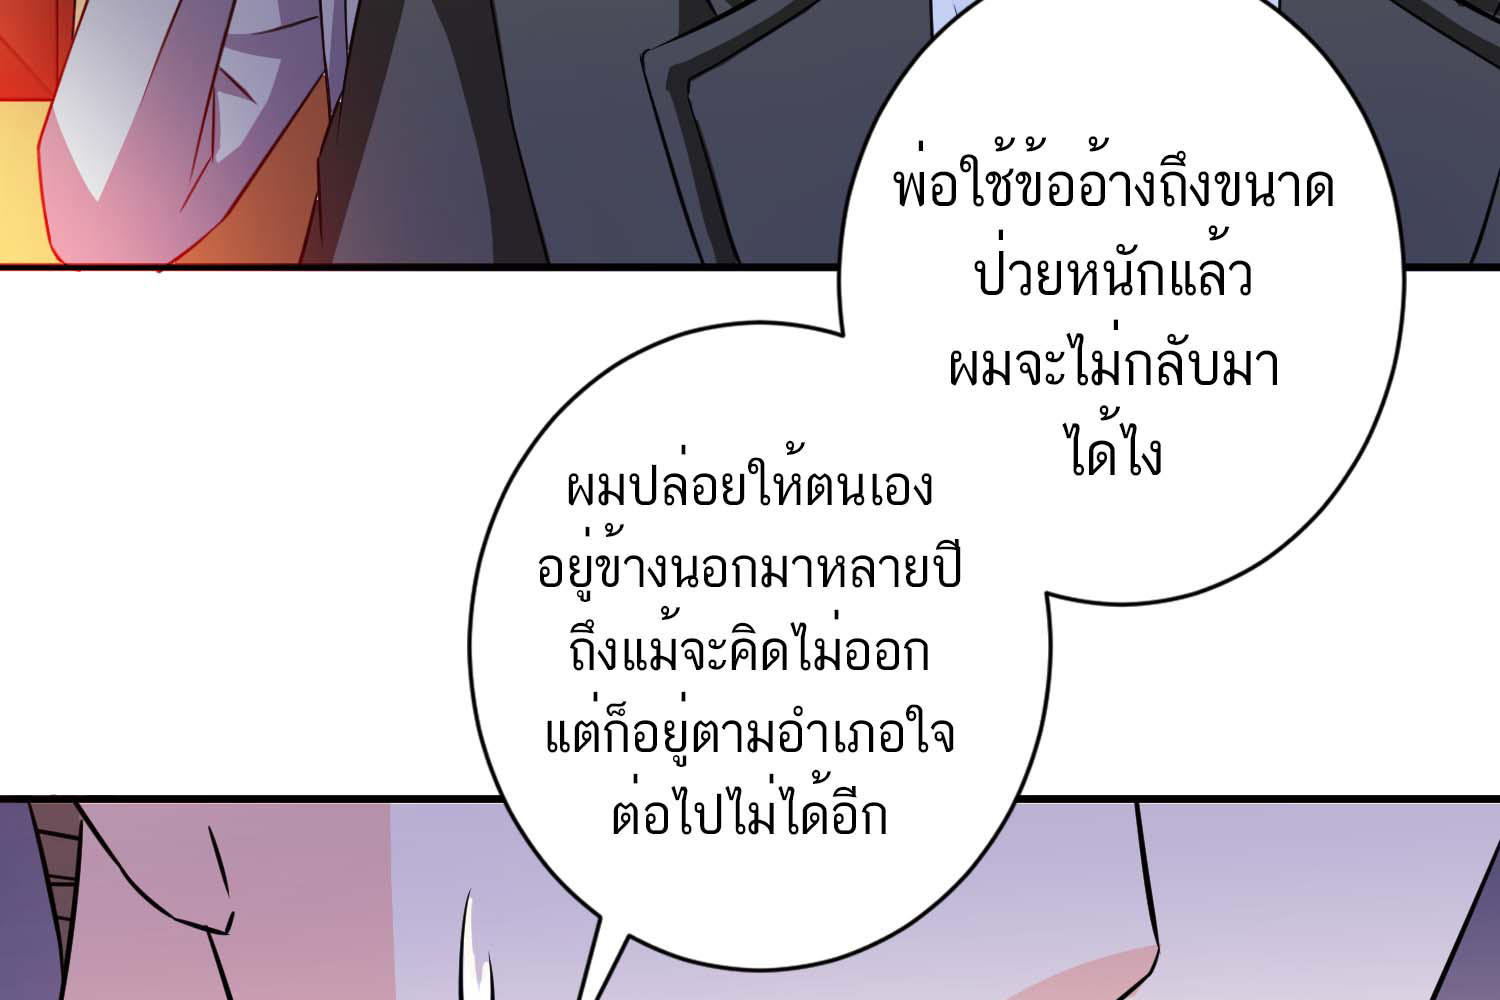 พ่อใช้ข้ออ้างถึงขนาด
ป่วยหนักแล้ว
ผมจะไม่กลับมา
ได้ไง
ผมปล่อยให้ตนเอง
อยู่ข้างนอกมาหลายปี
ถึงแม้จะคิดไม่ออก
แต่ก็อยู่ตามอำเภอใจ
ต่อไปไม่ได้อีก